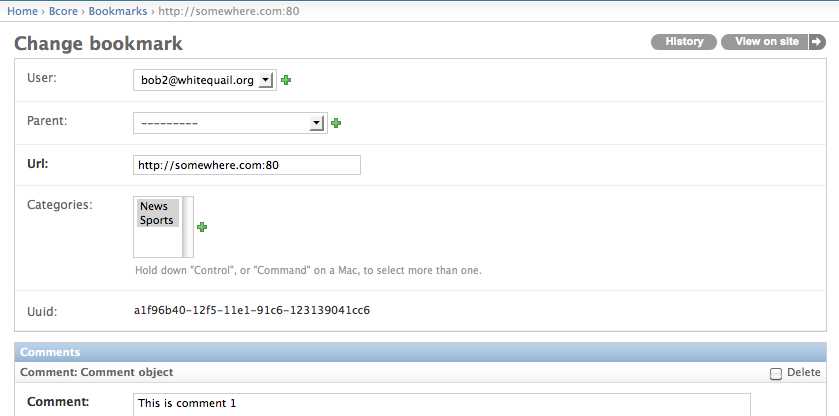 Home › Bcore › Bookmarks › http://somewhere.com:80
Change bookmark
History
View on site
User:
bob2@whitequail.org
Parent:
---------
Url:
http://somewhere.com:80
Categories:
News
Sports
Hold down "Control", or "Command" on a Mac, to select more than one.
Uuid:
a1f96b40-12f5-11e1-91c6-123139041cc6
Comments
Comment: Comment object
Delete
Comment:
This is comment 1